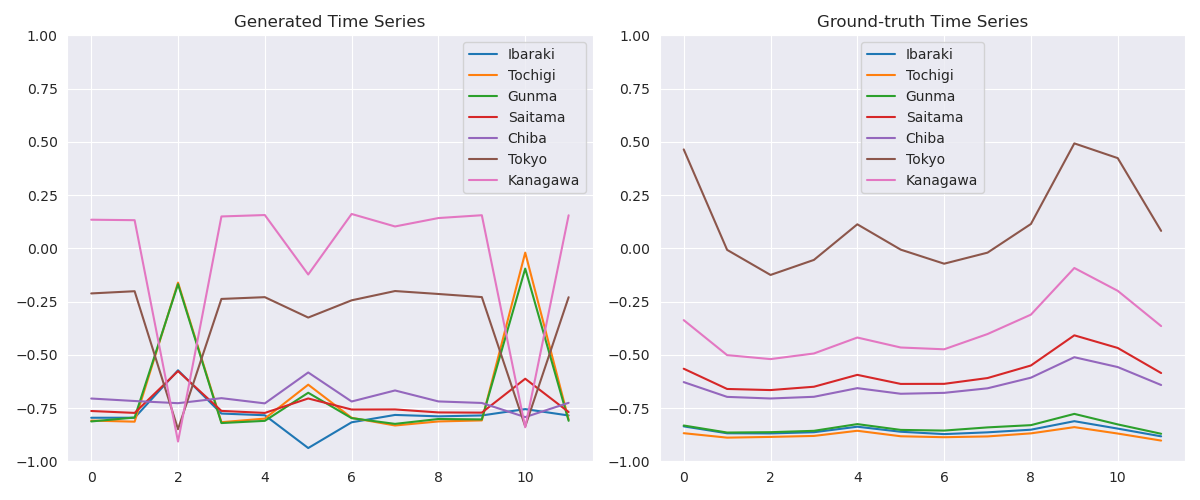 Generated Time Series
1.00
0.75
0.50
0.25
0.00
−0.25
−0.50
−0.75
−1.00
0 2 4 6 8 10
Ibaraki
Tochigi
Gunma
Saitama
Chiba
Tokyo
Kanagawa
Ground-truth Time Series
1.00
0.75
0.50
0.25
0.00
−0.25
−0.50
−0.75
−1.00
0 2 4 6 8 10
Ibaraki
Tochigi
Gunma
Saitama
Chiba
Tokyo
Kanagawa